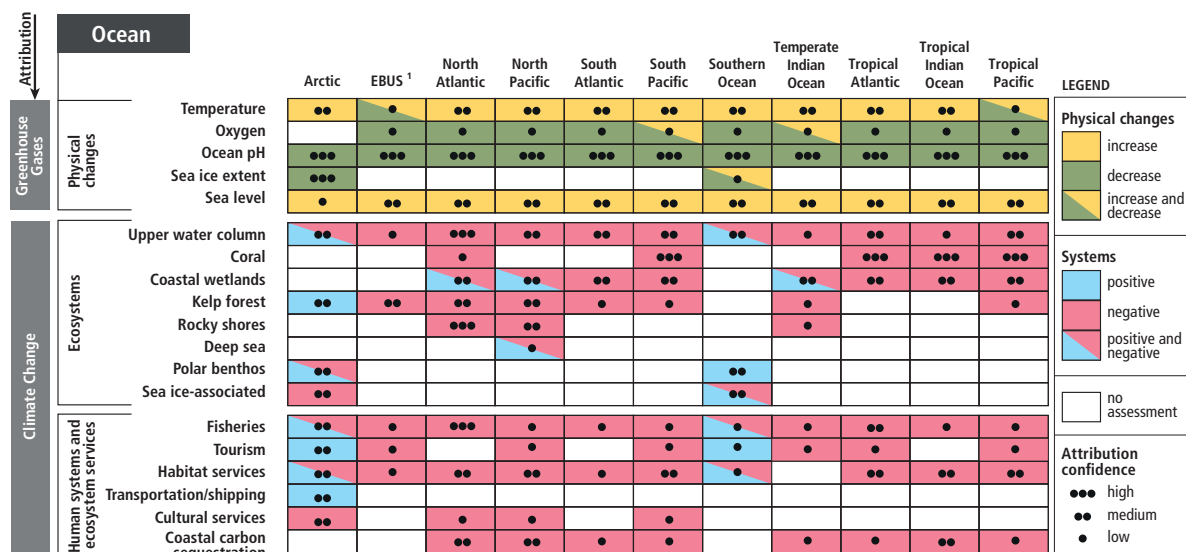 Attribution
Ocean
Arctic
EBUS ¹
North
Atlantic
North
Pacific
South
Atlantic
South
Pacific
Southern
Ocean
Temperate
Indian
Ocean
Tropical
Atlantic
Tropical
Indian
Ocean
Tropical
Pacific
LEGEND
Greenhouse
Gases
Physical
changes
Temperature
Oxygen
Ocean pH
Sea ice extent
Sea level
Climate Change
Ecosystems
Upper water column
Coral
Coastal wetlands
Kelp forest
Rocky shores
Deep sea
Polar benthos
Sea ice-associated
Human systems and
ecosystem services
Fisheries
Tourism
Habitat services
Transportation/shipping
Cultural services
Coastal carbon
sequestration
Physical changes
increase
decrease
increase and
decrease
Systems
positive
negative
positive and
negative
no
assessment
Attribution
confidence
high
medium
low